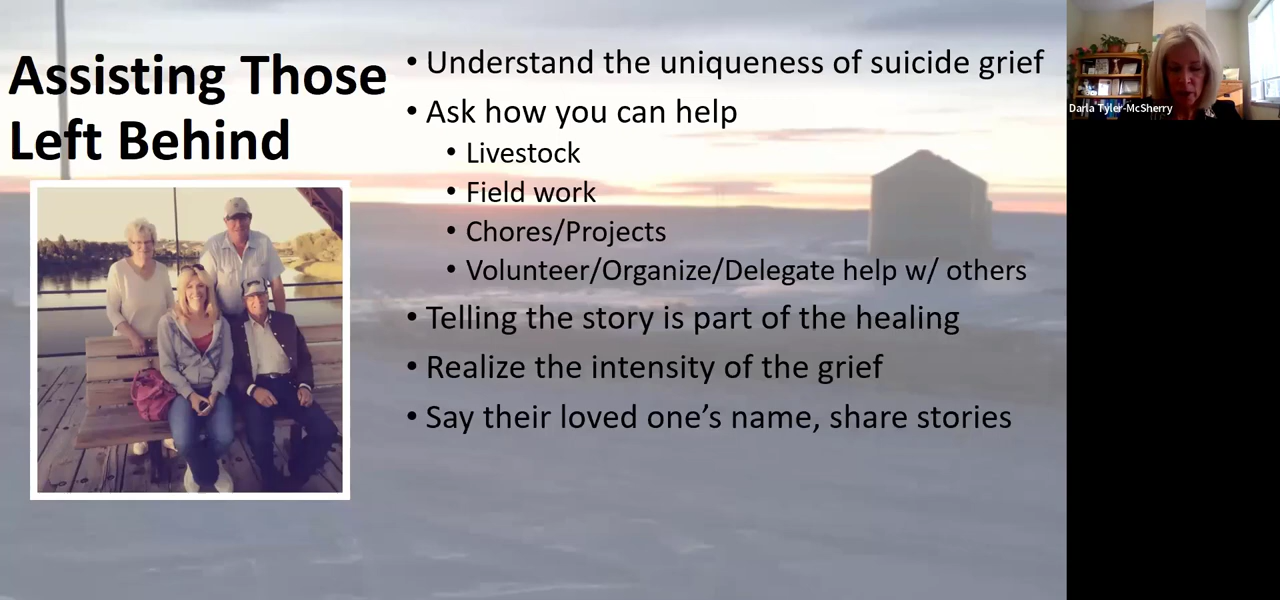 Assisting Those
Left Behind
• Understand the uniqueness of suicide grief
• Ask how you can help
• Livestock
• Field work
• Chores/Projects
• Volunteer/Organize/Delegate help w/ others
• Telling the story is part of the healing
• Realize the intensity of the grief
• Say their loved one’s name, share stories
Darla Tyler-McSherry